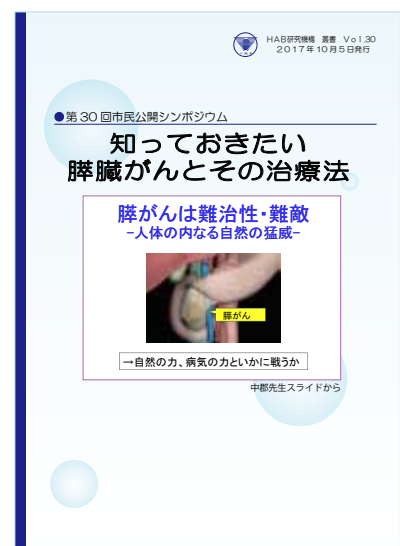 HAB研究機構 叢書 Vol.30
2017年10月5日発行
●第30回市民公開シンポジウム
知っておきたい
膵臓がんとその治療法
膵がんは難治性・難敵
-人体の内なる自然の猛威-
膵がん
→自然の力、病気の力といかに戦うか
中郡先生スライドから